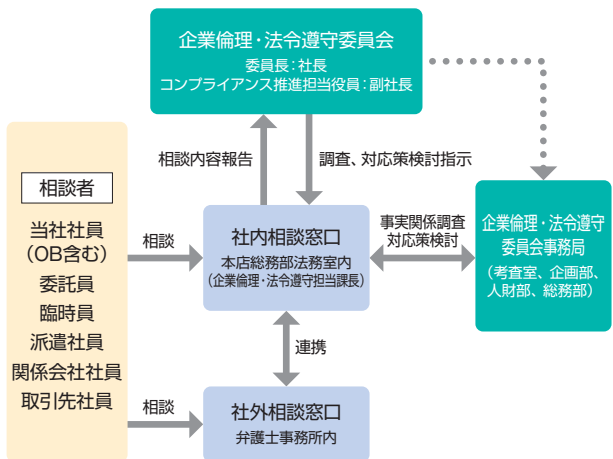 企業倫理・法令遵守委員会
委員長：社長
コンプライアンス推進担当役員：副社長
相談内容報告
調査、対応策検討指示
相談者
当社社員
（OB含む）
委託員
臨時員
派遣社員
関係会社社員
取引先社員
相談
社内相談窓口
本店総務部法務室内
（企業倫理・法令遵守担当課長）
事実関係調査
対応策検討
企業倫理・法令遵守
委員会事務局
（考査室、企画部、
人財部、総務部）
連携
相談
社外相談窓口
弁護士事務所内